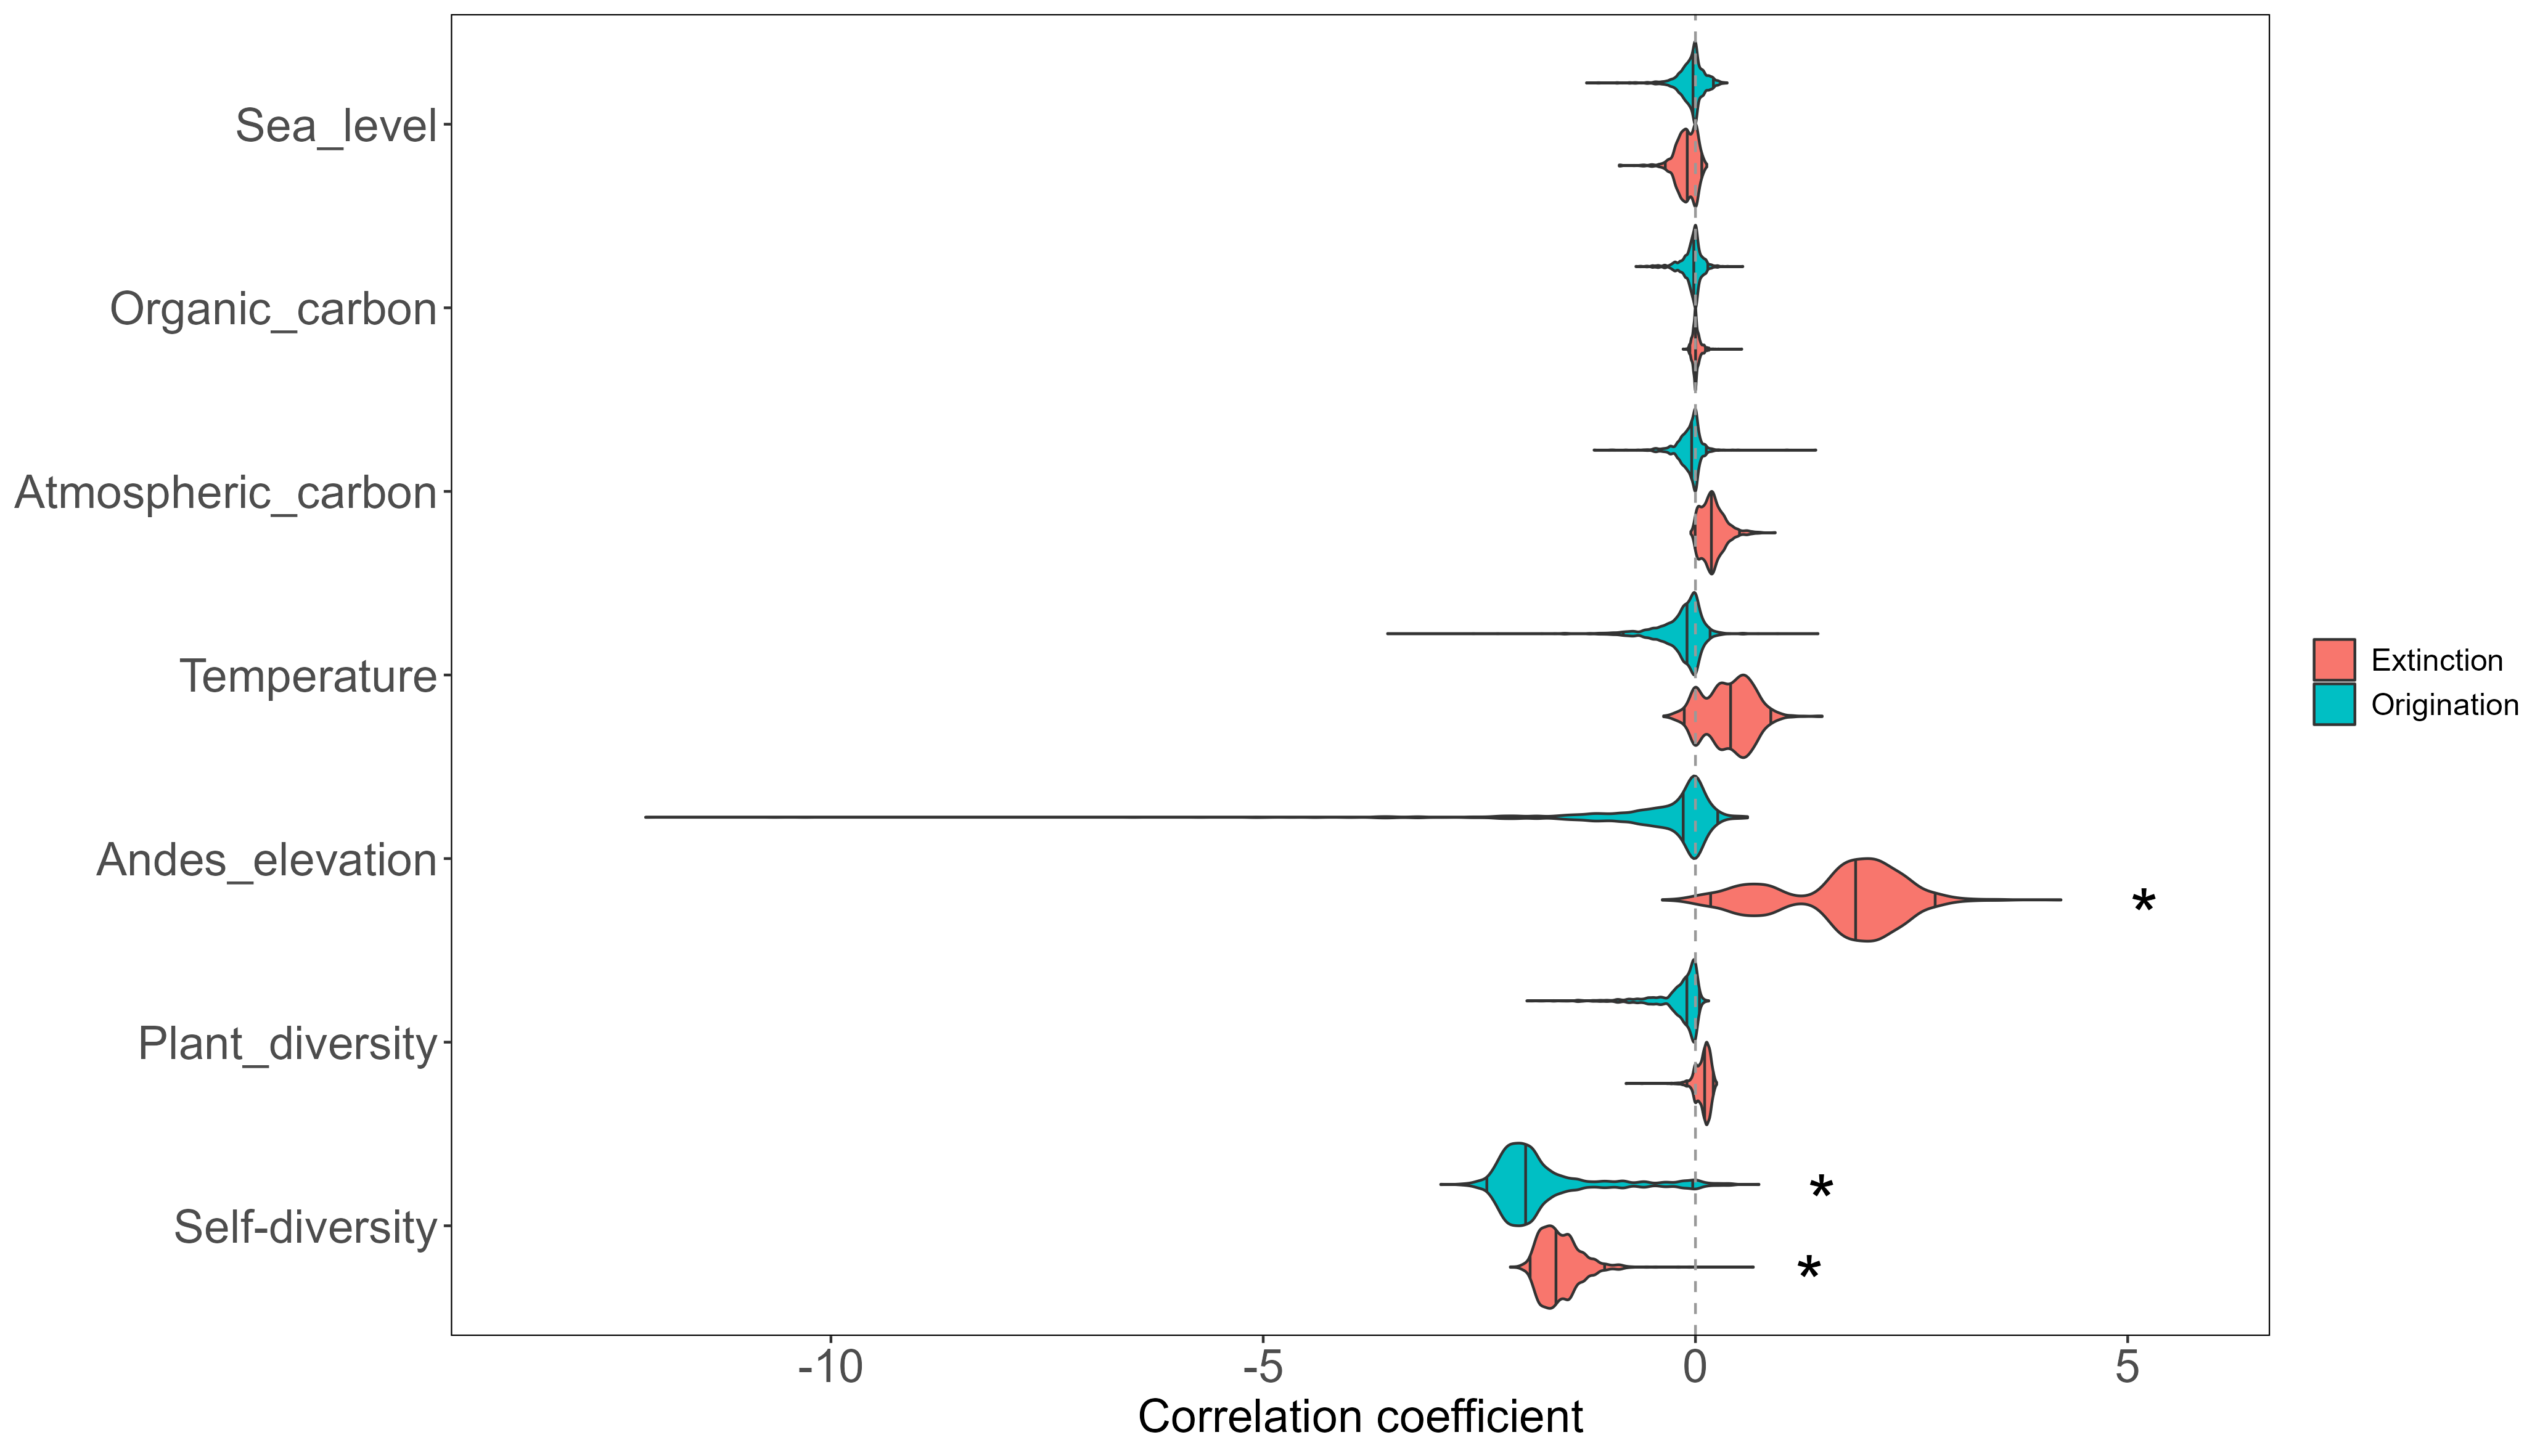 Sea_level
Organic_carbon
Atmospheric_carbon
Temperature
Andes_elevation
*
Plant_diversity
Self-diversity
*
*
-10 -5 0 5
Correlation coefficient
Extinction
Origination